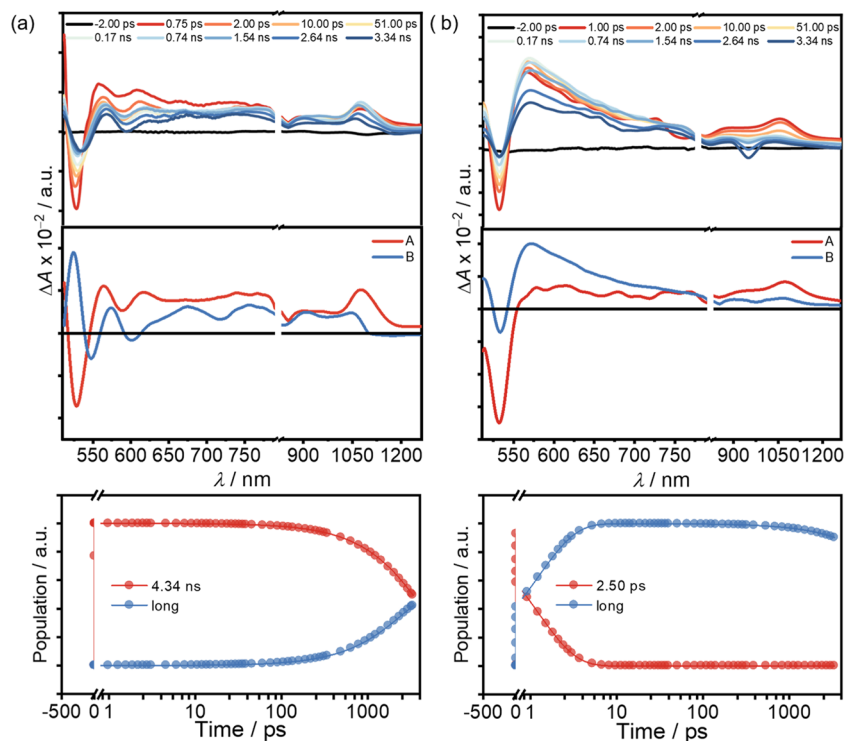 (a)
-2.00 ps 0.75 ps 2.00 ps 10.00 ps 51.00 ps
0.17 ns 0.74 ns 1.54 ns 2.64 ns 3.34 ns
(b)
-2.00 ps 1.00 ps 2.00 ps 10.00 ps 51.00 ps
0.17 ns 0.74 ns 1.54 ns 2.64 ns 3.34 ns
ΔA x 10⁻² / a.u.
A
B
A
B
550 600 650 700 750 900 1050 1200
λ / nm
550 600 650 700 750 900 1050 1200
λ / nm
Population / a.u.
4.34 ns
long
-500 0 1 10 100 1000
Time / ps
Population / a.u.
2.50 ps
long
-500 0 1 10 100 1000
Time / ps